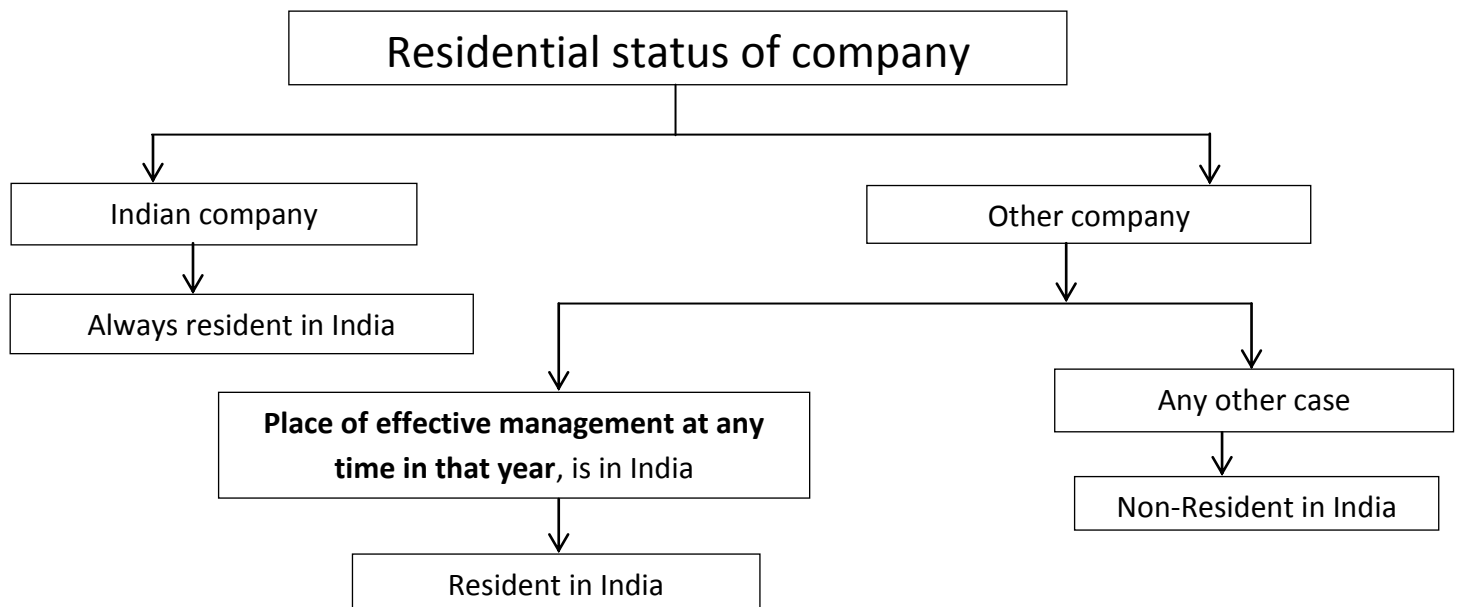 Residential status of company
Indian company
Other company
Always resident in India
Place of effective management at any
time in that year, is in India
Any other case
Non-Resident in India
Resident in India